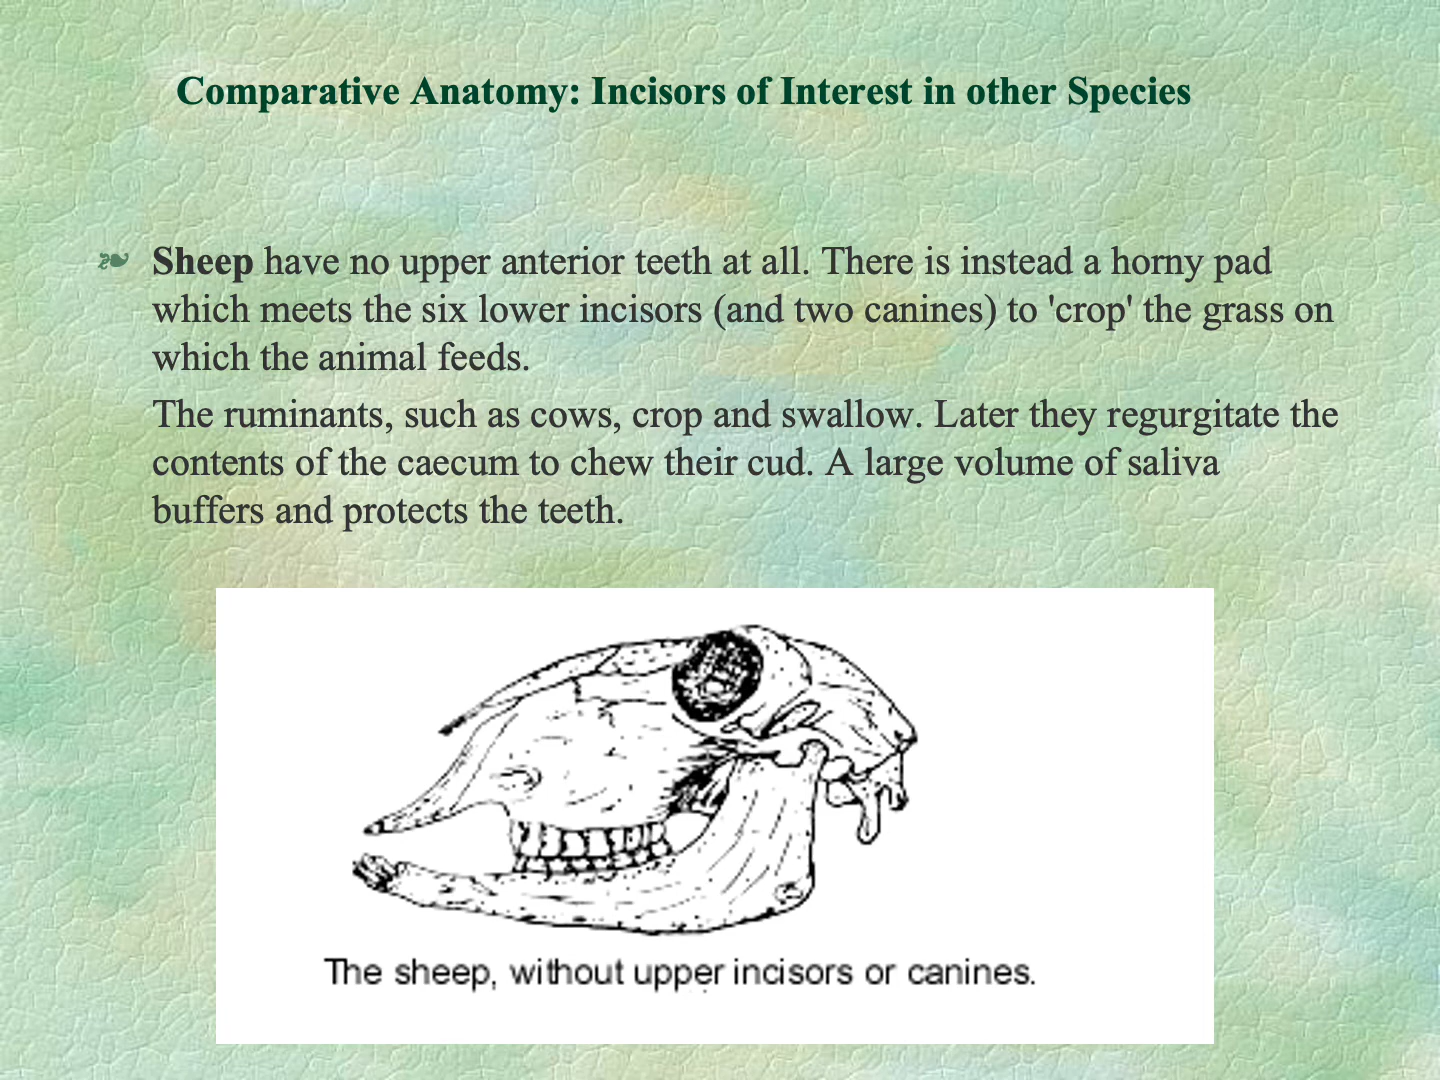 Comparative Anatomy: Incisors of Interest in other Species
❧ Sheep have no upper anterior teeth at all. There is instead a horny pad
which meets the six lower incisors (and two canines) to 'crop' the grass on
which the animal feeds.
The ruminants, such as cows, crop and swallow. Later they regurgitate the
contents of the caecum to chew their cud. A large volume of saliva
buffers and protects the teeth.
The sheep, without upper incisors or canines.